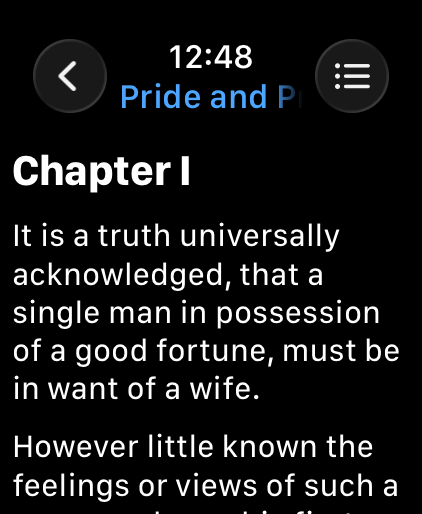 12:48
Pride and P
Chapter I
It is a truth universally
acknowledged, that a
single man in possession
of a good fortune, must be
in want of a wife.
However little known the
feelings or views of such a